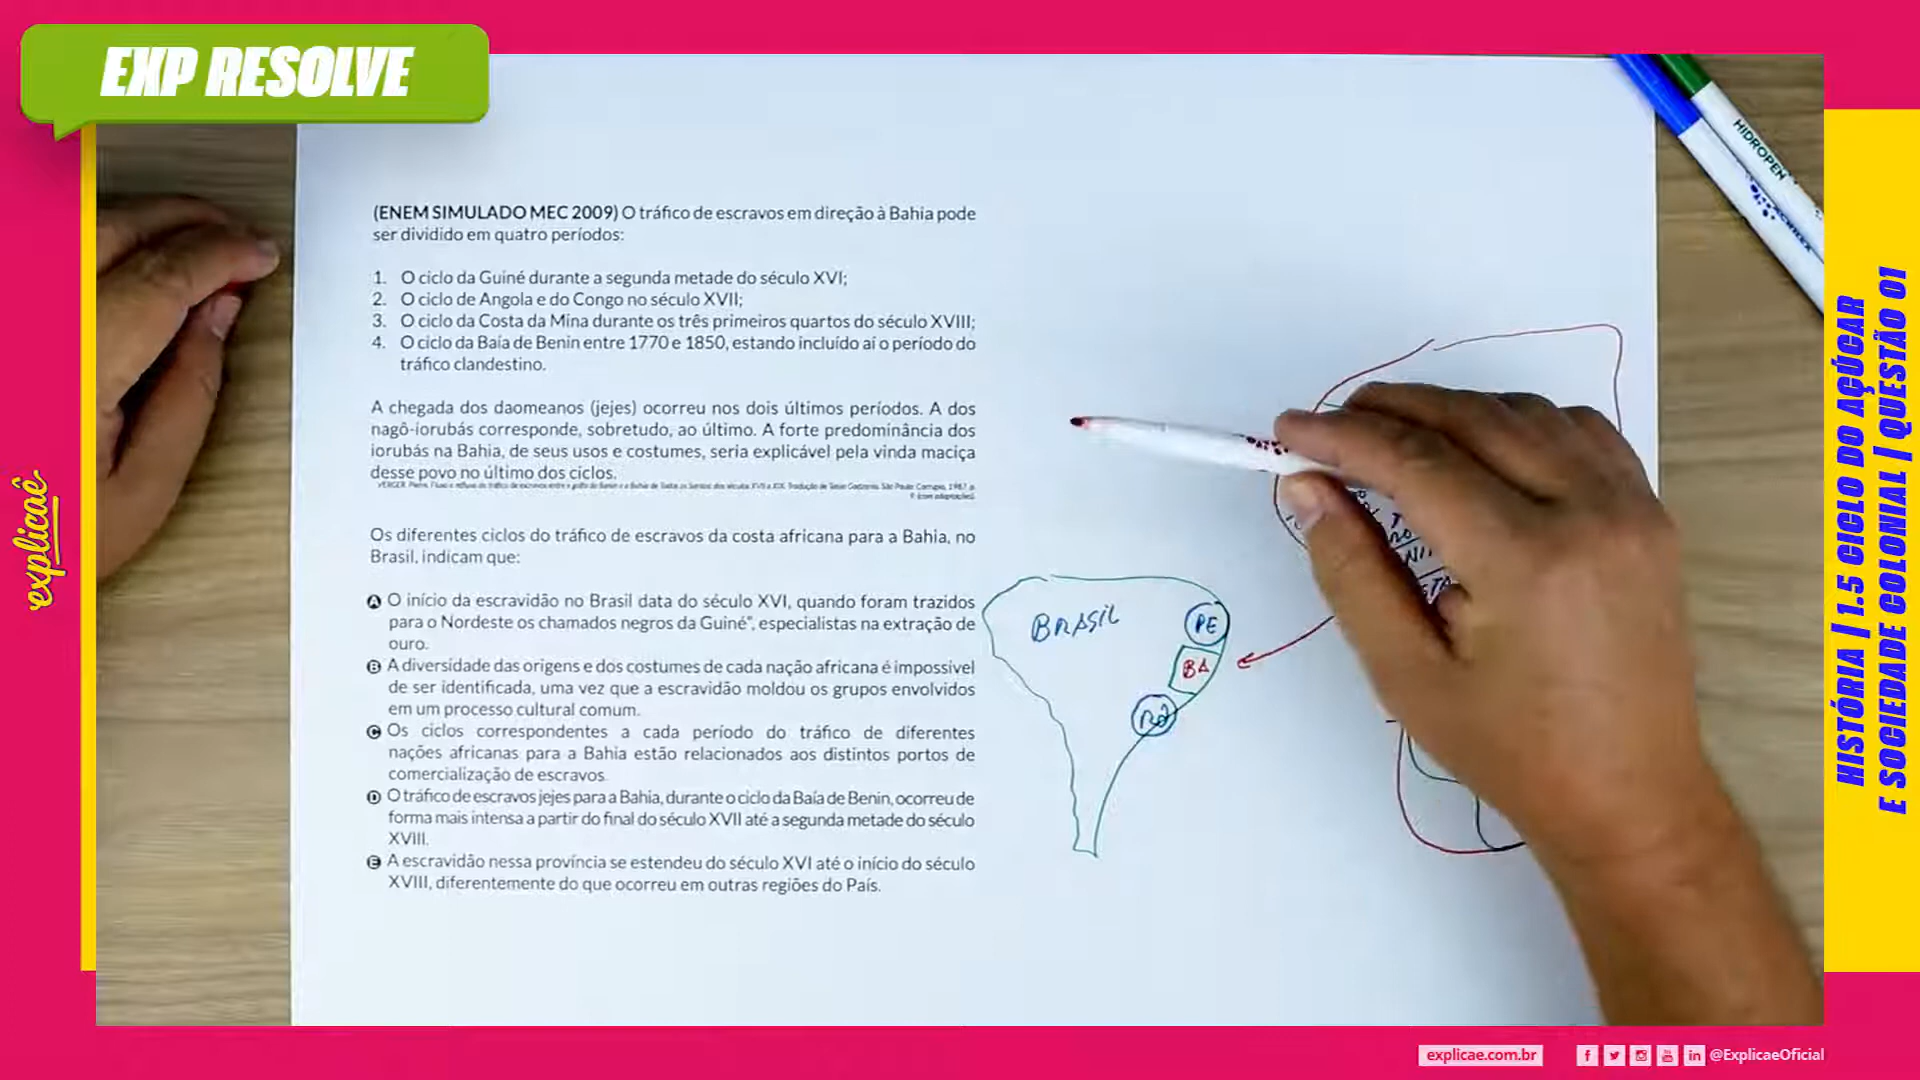 EXP RESOLVE
(ENEM SIMULADO MEC 2009) O tráfico de escravos em direção à Bahia pode
ser dividido em quatro períodos:
1. O ciclo da Guiné durante a segunda metade do século XVI;
2. O ciclo de Angola e do Congo no século XVII;
3. O ciclo da Costa da Mina durante os três primeiros quartos do século XVIII;
4. O ciclo da Baía de Benin entre 1770 e 1850, estando incluído aí o período do
tráfico clandestino.
A chegada dos daomeanos (jejes) ocorreu nos dois últimos períodos. A dos
nagô-iorubás corresponde, sobretudo, ao último. A forte predominância dos
iorubás na Bahia, de seus usos e costumes, seria explicável pela vinda maciça
desse povo no último dos ciclos.
Os diferentes ciclos do tráfico de escravos da costa africana para a Bahia, no
Brasil, indicam que:
A O início da escravidão no Brasil data do século XVI, quando foram trazidos
para o Nordeste os chamados negros da Guiné", especialistas na extração de
ouro.
B A diversidade das origens e dos costumes de cada nação africana é impossível
de ser identificada, uma vez que a escravidão moldou os grupos envolvidos
em um processo cultural comum.
C Os ciclos correspondentes a cada período do tráfico de diferentes
nações africanas para a Bahia estão relacionados aos distintos portos de
comercialização de escravos.
D O tráfico de escravos jejes para a Bahia, durante o ciclo da Baía de Benin, ocorreu de
forma mais intensa a partir do final do século XVII até a segunda metade do século
XVIII.
E A escravidão nessa província se estendeu do século XVI até o início do século
XVIII, diferentemente do que ocorreu em outras regiões do País.
BRASIL
PE
BA
HIDROPEN
explicaê
HISTÓRIA | 1.5 CICLO DO AÇÚCAR
E SOCIEDADE COLONIAL | QUESTÃO 01
explicae.com.br
@ExplicaeOficial